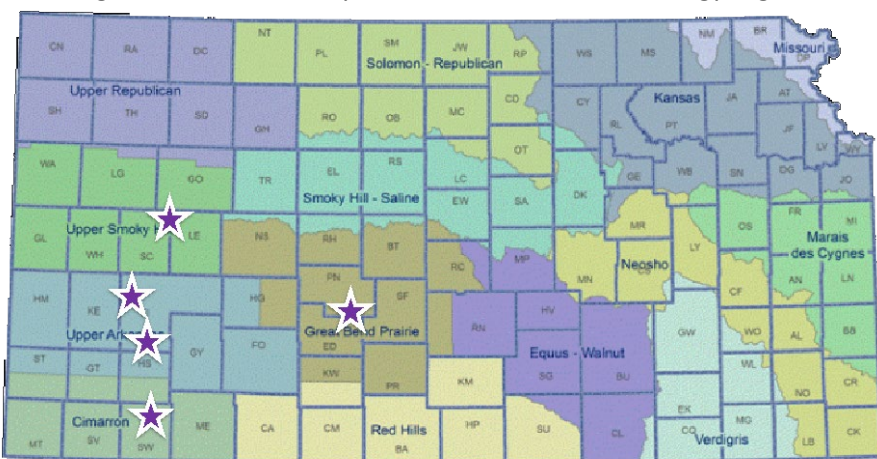 CN RA DC NT PL SM JW RP WS MS NM BR DP Missouri
Solomon - Republican
Upper Republican
SH TH SD GH RO OB MC CD CY RL PT Kansas JA AT JF LV WY
WA LG GO TR EL RS LC OT SA DK GE WB SN DG JO
Smoky Hill - Saline
EW
GL Upper Smoky H LE NS RH BT MP MR LY OS FR MI
WH SC RC MN Neosho CS Marais
des Cygnes
HM KE HG PN SF HV CF AN LN
Upper Arka GY FO Great Bend Prairie RN GW WO AL BB
ED
Equus - Walnut
ST GT HS KW PR KM SG BU WL NO CR
Cimarron
MT SV SW ME CA CM Red Hills HP SU CL EK MG LB CK
BA
CQ Verdigris